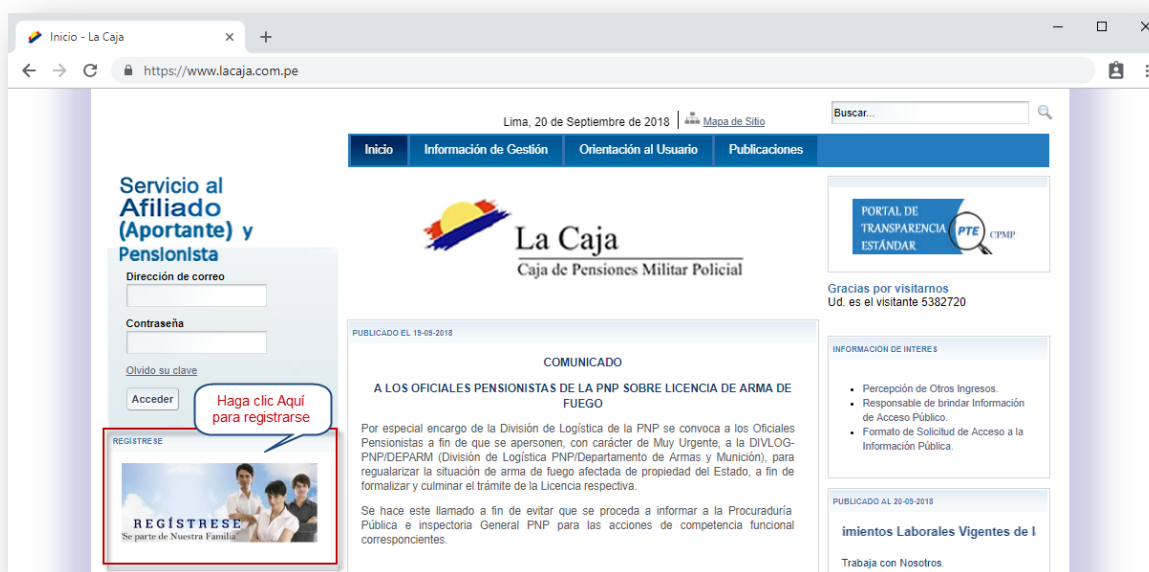 Inicio - La Caja
https://www.lacaja.com.pe
Lima, 20 de Septiembre de 2018
Mapa de Sitio
Buscar...
Inicio
Información de Gestión
Orientación al Usuario
Publicaciones
Servicio al
Afiliado
(Aportante) y
Pensionista
Dirección de correo
Contraseña
Olvido su clave
Acceder
Haga clic Aquí
para registrarse
REGÍSTRESE
REGÍSTRESE
"Se parte de Nuestra Familia"
La Caja
Caja de Pensiones Militar Policial
PUBLICADO EL 19-09-2018
COMUNICADO
A LOS OFICIALES PENSIONISTAS DE LA PNP SOBRE LICENCIA DE ARMA DE
FUEGO
Por especial encargo de la División de Logística de la PNP se convoca a los Oficiales
Pensionistas a fin de que se apersonen, con carácter de Muy Urgente, a la DIVLOG-
PNP/DEPARM (División de Logística PNP/Departamento de Armas y Munición), para
regualarizar la situación de arma de fuego afectada de propiedad del Estado, a fin de
formalizar y culminar el trámite de la Licencia respectiva.
Se hace este llamado a fin de evitar que se proceda a informar a la Procuraduría
Pública e inspectoria General PNP para las acciones de competencia funcional
corresponcientes.
PORTAL DE
TRANSPARENCIA
ESTÁNDAR
PTE
CPMP
Gracias por visitarnos
Ud. es el visitante 5382720
INFORMACIÓN DE INTERES
Percepción de Otros Ingresos.
Responsable de brindar Información
de Acceso Público.
Formato de Solicitud de Acceso a la
Información Pública.
PUBLICADO AL 20-09-2018
imientos Laborales Vigentes de l
Trabaja con Nosotros.